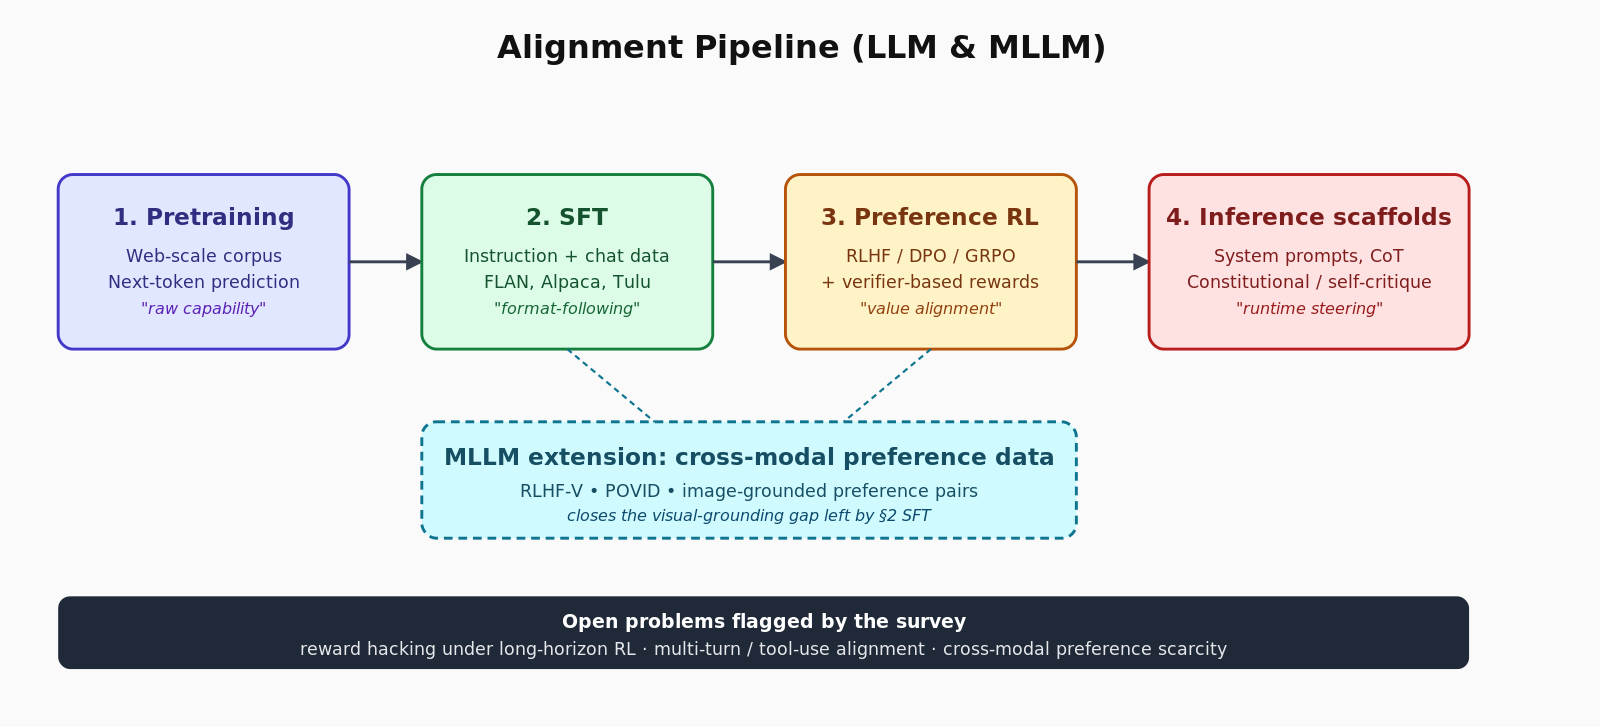 Alignment Pipeline (LLM & MLLM)
1. Pretraining
Web-scale corpus
Next-token prediction
"raw capability"
2. SFT
Instruction + chat data
FLAN, Alpaca, Tulu
"format-following"
3. Preference RL
RLHF / DPO / GRPO
+ verifier-based rewards
"value alignment"
4. Inference scaffolds
System prompts, CoT
Constitutional / self-critique
"runtime steering"
MLLM extension: cross-modal preference data
RLHF-V • POVID • image-grounded preference pairs
closes the visual-grounding gap left by §2 SFT
Open problems flagged by the survey
reward hacking under long-horizon RL · multi-turn / tool-use alignment · cross-modal preference scarcity